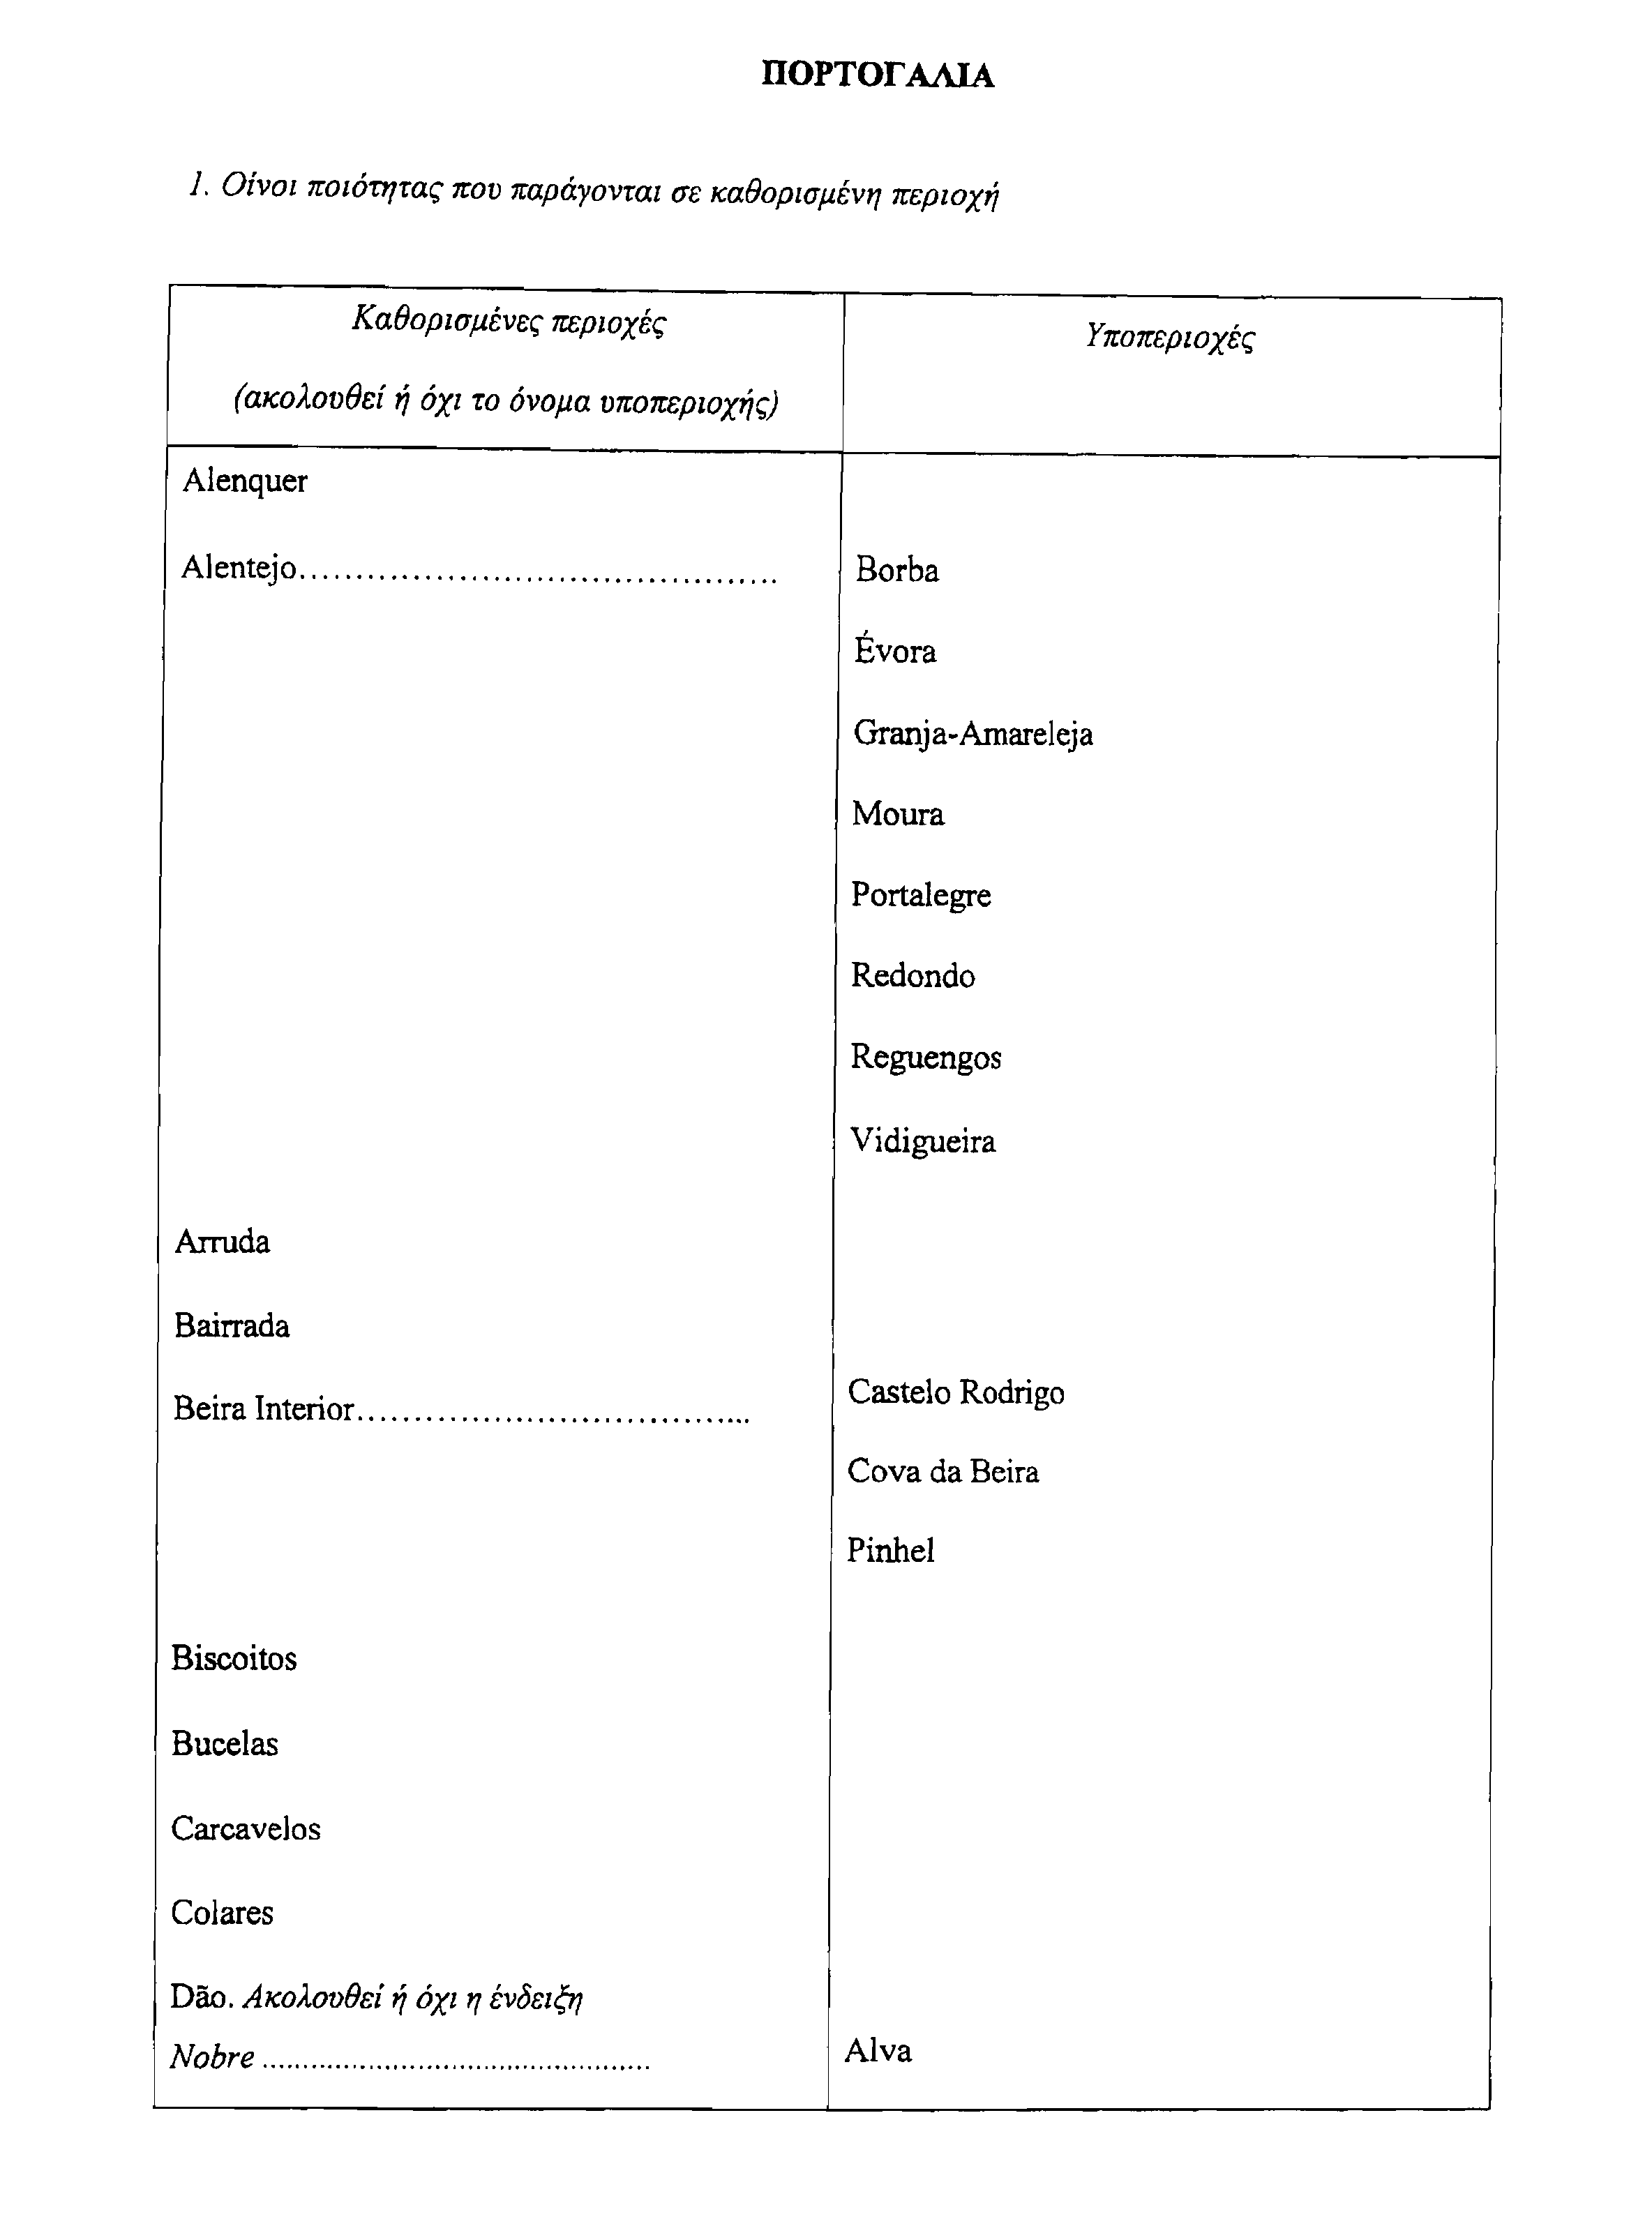 ΠΟΡΤΟΓΑΛΙΑ
1. Οίνοι ποιότητας που παράγονται σε καθορισμένη περιοχή
Καθορισμένες περιοχές
(ακολουθεί ή όχι το όνομα υποπεριοχής)
Υποπεριοχές
Alenquer
Alentejo.......................................... Borba
Évora
Granja-Amareleja
Moura
Portalegre
Redondo
Reguengos
Vidigueira
Arruda
Bairrada
Beira Interior................................... Castelo Rodrigo
Cova da Beira
Pinhel
Biscoitos
Bucelas
Carcavelos
Colares
Dão. Ακολουθεί ή όχι η ένδειξη
Nobre ............................................... Alva